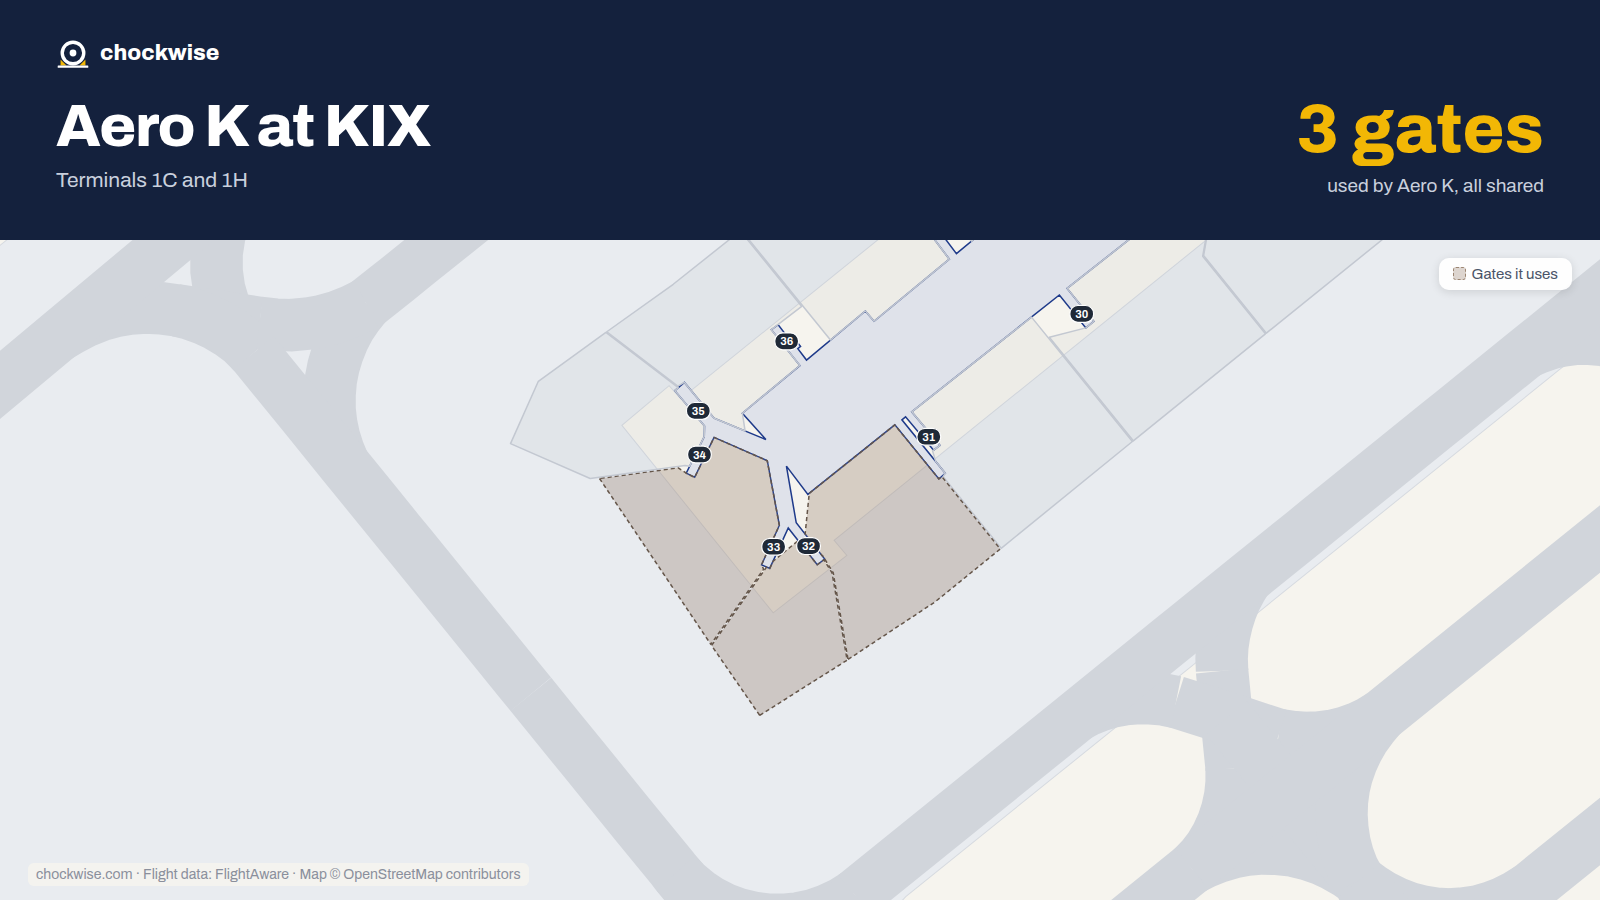 chockwise
Aero K at KIX
Terminals 1C and 1H
3 gates
used by Aero K, all shared
Gates it uses
30
36
35
31
34
33
32
chockwise.com · Flight data: FlightAware · Map © OpenStreetMap contributors